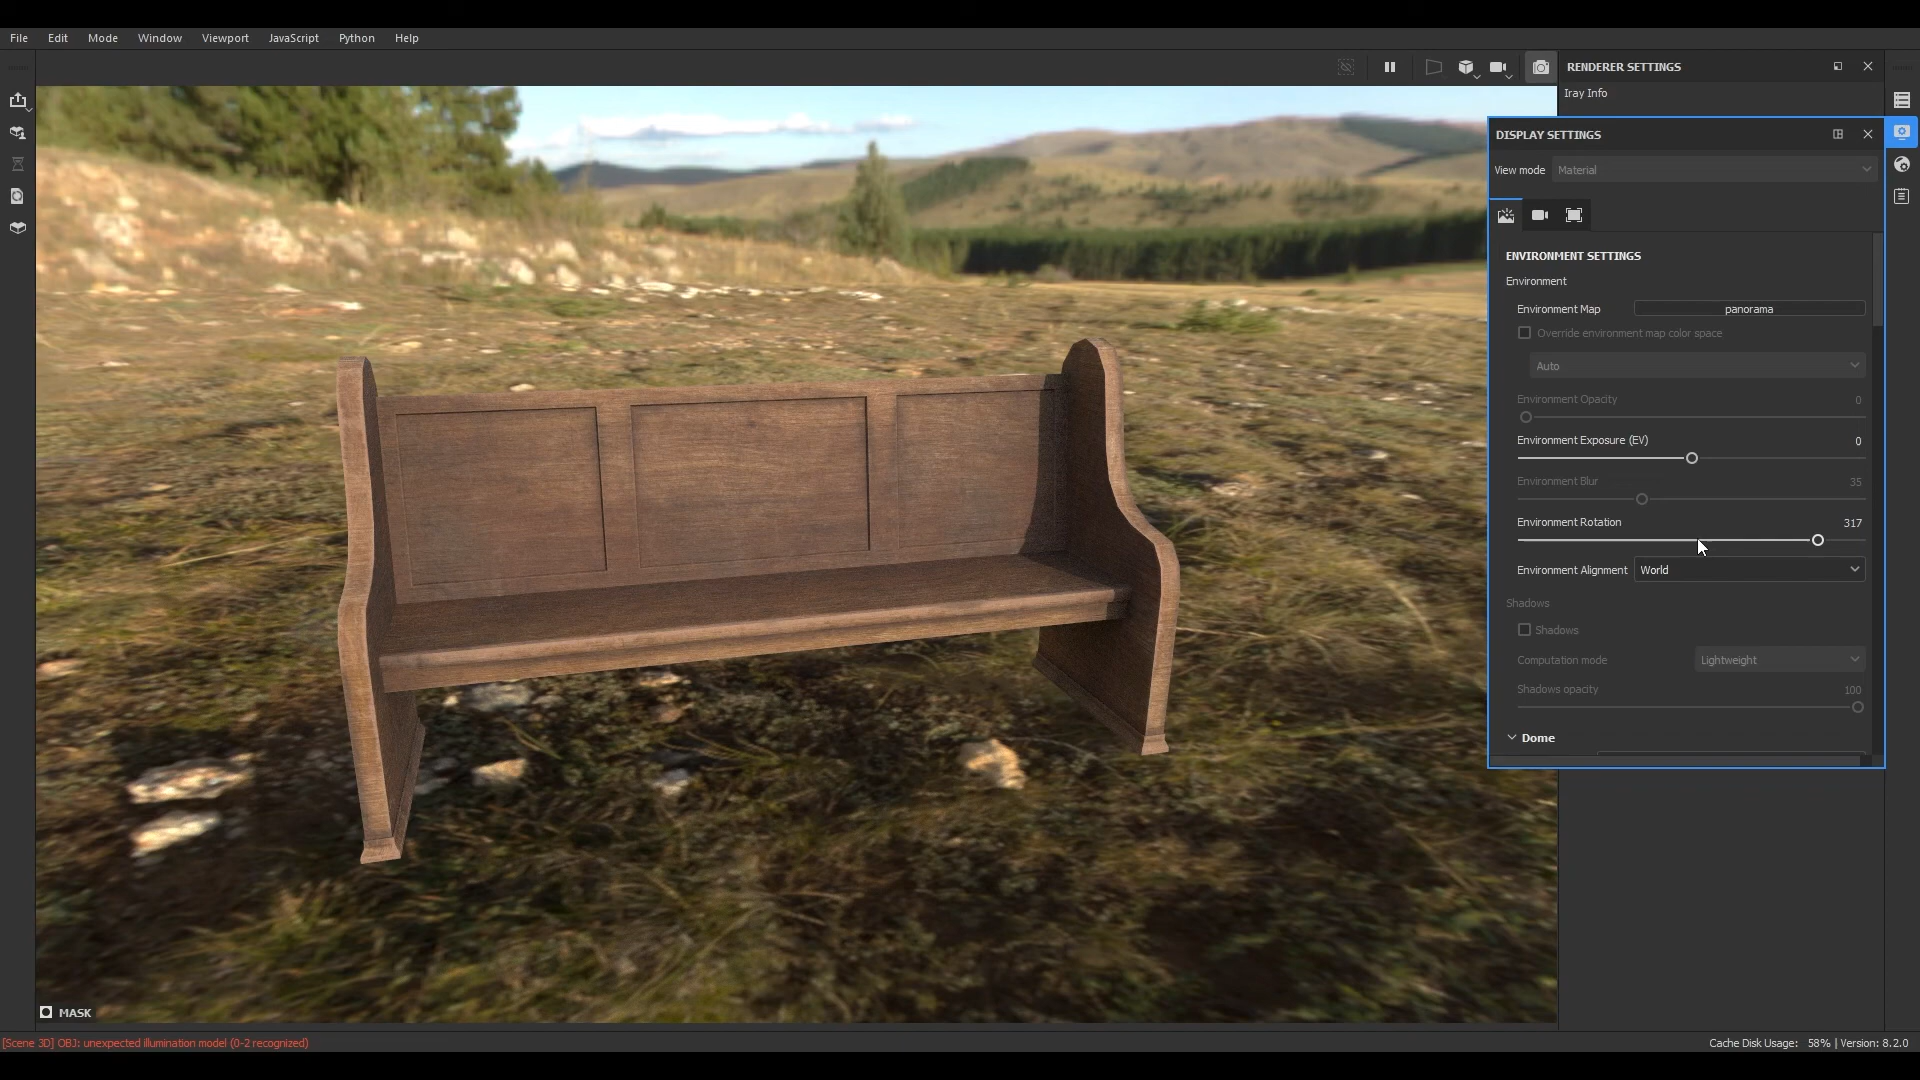 File Edit Mode Window Viewport JavaScript Python Help
RENDERER SETTINGS
Iray Info
DISPLAY SETTINGS
View mode Material
ENVIRONMENT SETTINGS
Environment
Environment Map panorama
Override environment map color space
Auto
Environment Opacity 0
Environment Exposure (EV) 0
Environment Blur 35
Environment Rotation 317
Environment Alignment World
Shadows
Shadows
Computation mode Lightweight
Shadows opacity 100
Dome
MASK
[Scene 3D] OBJ: unexpected illumination model (0-2 recognized)
Cache Disk Usage: 58% | Version: 8.2.0